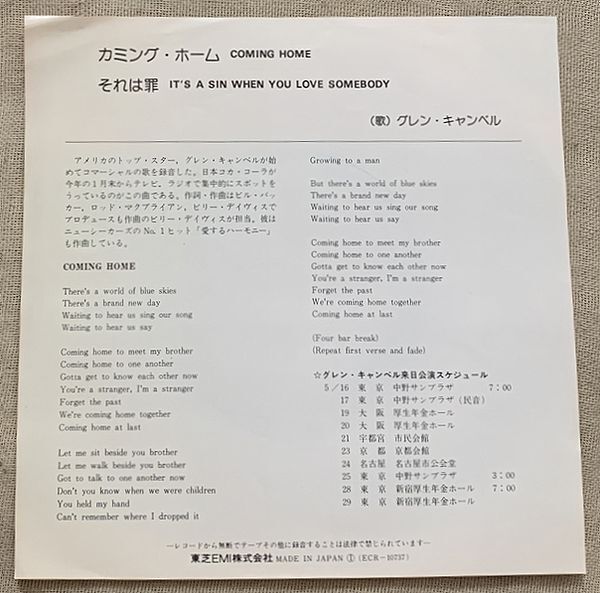 カミング・ホーム COMING HOME
それは罪 IT'S A SIN WHEN YOU LOVE SOMEBODY
(歌) グレン・キャンベル
アメリカのトップ・スター，グレン・キャンベルが始
めてコマーシャルの歌を録音した。日本コカ・コーラが
今年の1月末からテレビ，ラジオで集中的にスポットを
うっているのがこの曲である。作詞・作曲はビル・バッ
カー，ロッド・マクブライアン，ビリー・デイヴィスで
プロデュースも作曲のビリー・デイヴィスが担当。彼は
ニューシーカーズの No. 1 ヒット「愛するハーモニー」
も作曲している。
COMING HOME
There's a world of blue skies
There's a brand new day
Waiting to hear us sing our song
Waiting to hear us say
Coming home to meet my brother
Coming home to one another
Gotta get to know each other now
You're a stranger, I'm a stranger
Forget the past
We're coming home together
Coming home at last
Let me sit beside you brother
Let me walk beside you brother
Got to talk to one another now
Don't you know when we were children
You held my hand
Can't remember where I dropped it
Growing to a man
But there's a world of blue skies
There's a brand new day
Waiting to hear us sing our song
Waiting to hear us say
Coming home to meet my brother
Coming home to one another
Gotta get to know each other now
You're a stranger, I'm a stranger
Forget the past
We're coming home together
Coming home at last
(Four bar break)
(Repeat first verse and fade)
☆グレン・キャンベル来日公演スケジュール
5／16 東 京 中野サンプラザ 7：00
17 東 京 中野サンプラザ (民音)
19 大 阪 厚生年金ホール
20 大 阪 厚生年金ホール
21 宇都宮 市民会館
23 京 都 京都会館
24 名古屋 名古屋市公会堂
25 東 京 中野サンプラザ 3：00
28 東 京 新宿厚生年金ホール 7：00
29 東 京 新宿厚生年金ホール
―レコードから無断でテープその他に録音することは法律で禁じられています―
東芝EMI株式会社 MADE IN JAPAN ① (ECR-10737)